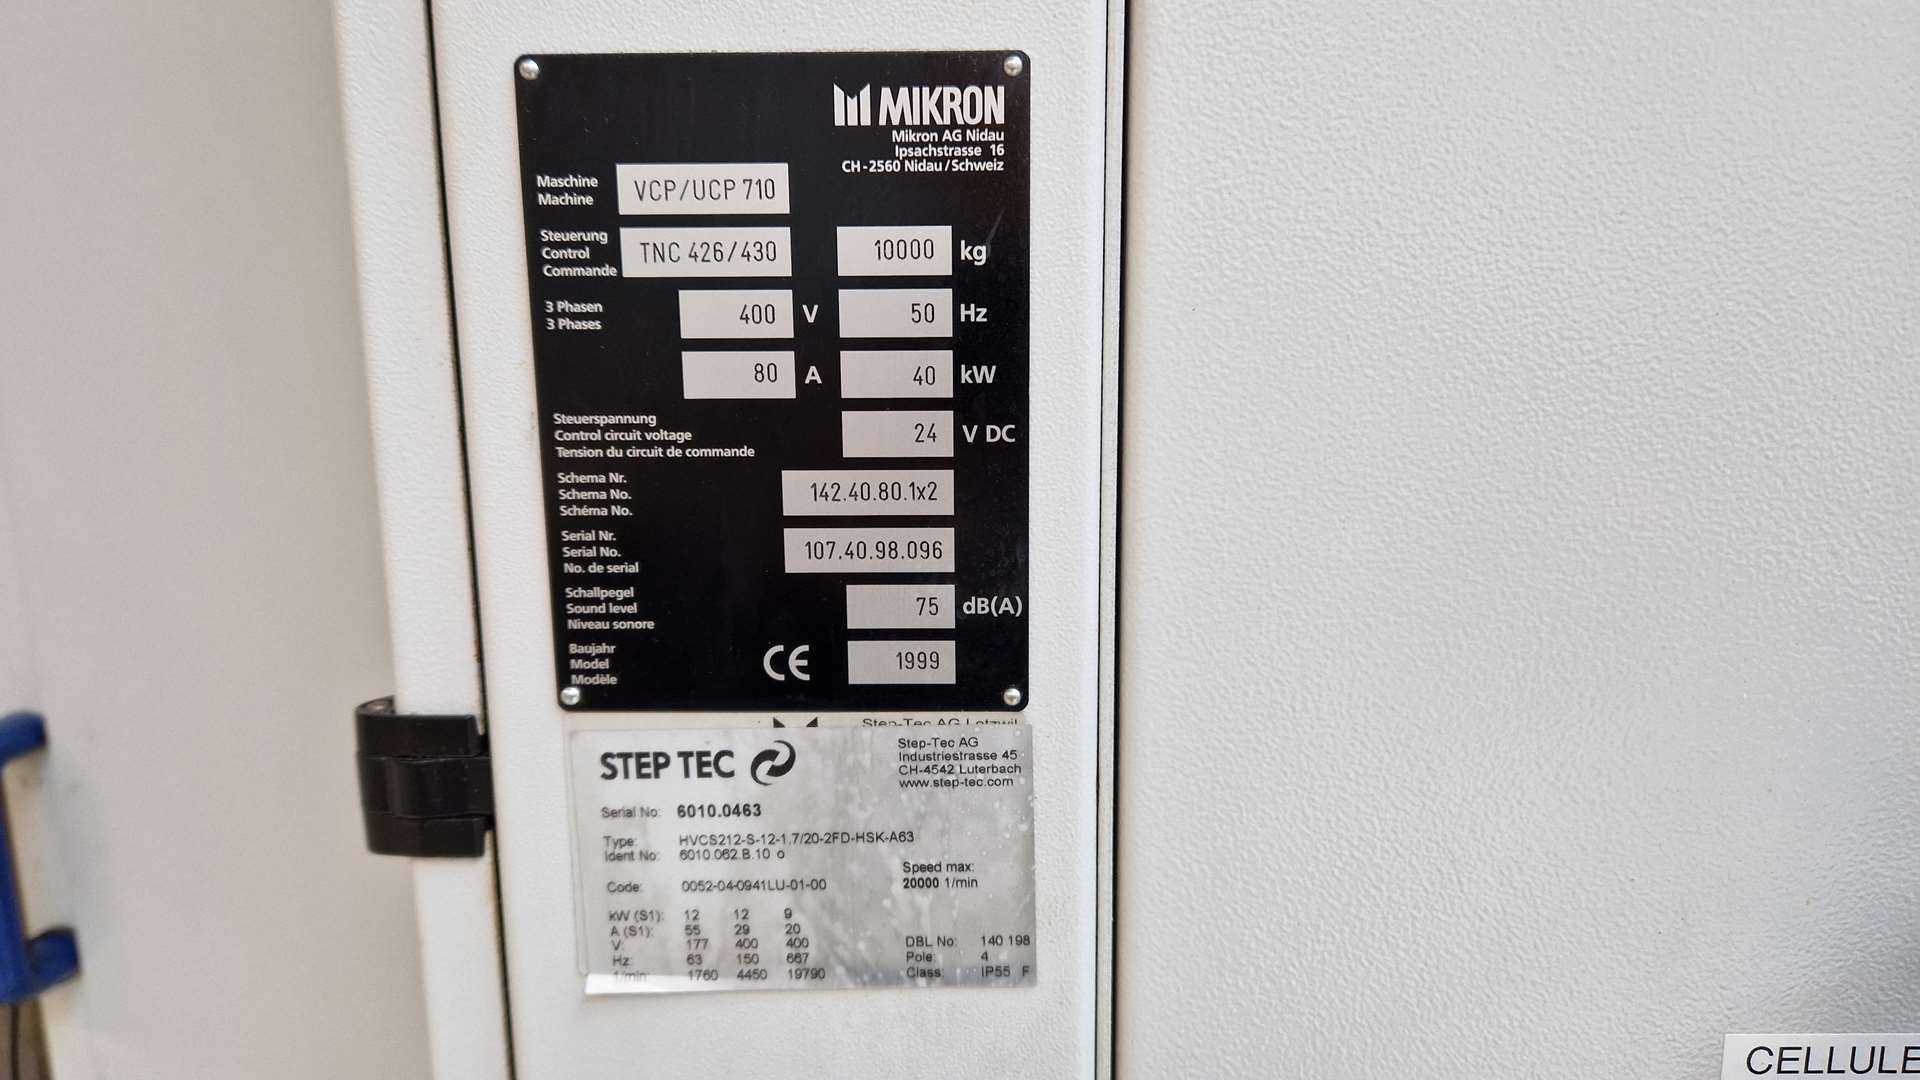 MIKRON
Mikron AG Nidau
Ipsachstrasse 16
CH-2560 Nidau/Schweiz
Maschine
Machine
VCP/UCP 710
Steuerung
Control
Commande
TNC 426/430
10000 kg
3 Phasen
3 Phases
400 V
50 Hz
80 A
40 kW
Steuerspannung
Control circuit voltage
Tension du circuit de commande
24 V DC
Schema Nr.
Schema No.
Schéma No.
142.40.80.1x2
Serial Nr.
Serial No.
No. de serial
107.40.98.096
Schallpegel
Sound level
Niveau sonore
75 dB(A)
Baujahr
Model
Modèle
CE
1999
Step-Tec AG Lotzwil
STEP TEC
Step-Tec AG
Industriestrasse 45
CH-4542 Luterbach
www.step-tec.com
Serial No: 6010.0463
Type: HVCS212-S-12-1.7/20-2FD-HSK-A63
Ident No: 6010.062.B.10 o
Speed max:
20000 1/min
Code: 0052-04-0941LU-01-00
kW (S1): 12 12 9
A (S1): 55 29 20
V: 177 400 400
Hz: 63 150 667
1/min: 1760 4450 19790
DBL No: 140 198
Pole: 4
Class: IP55 F
CELLULE